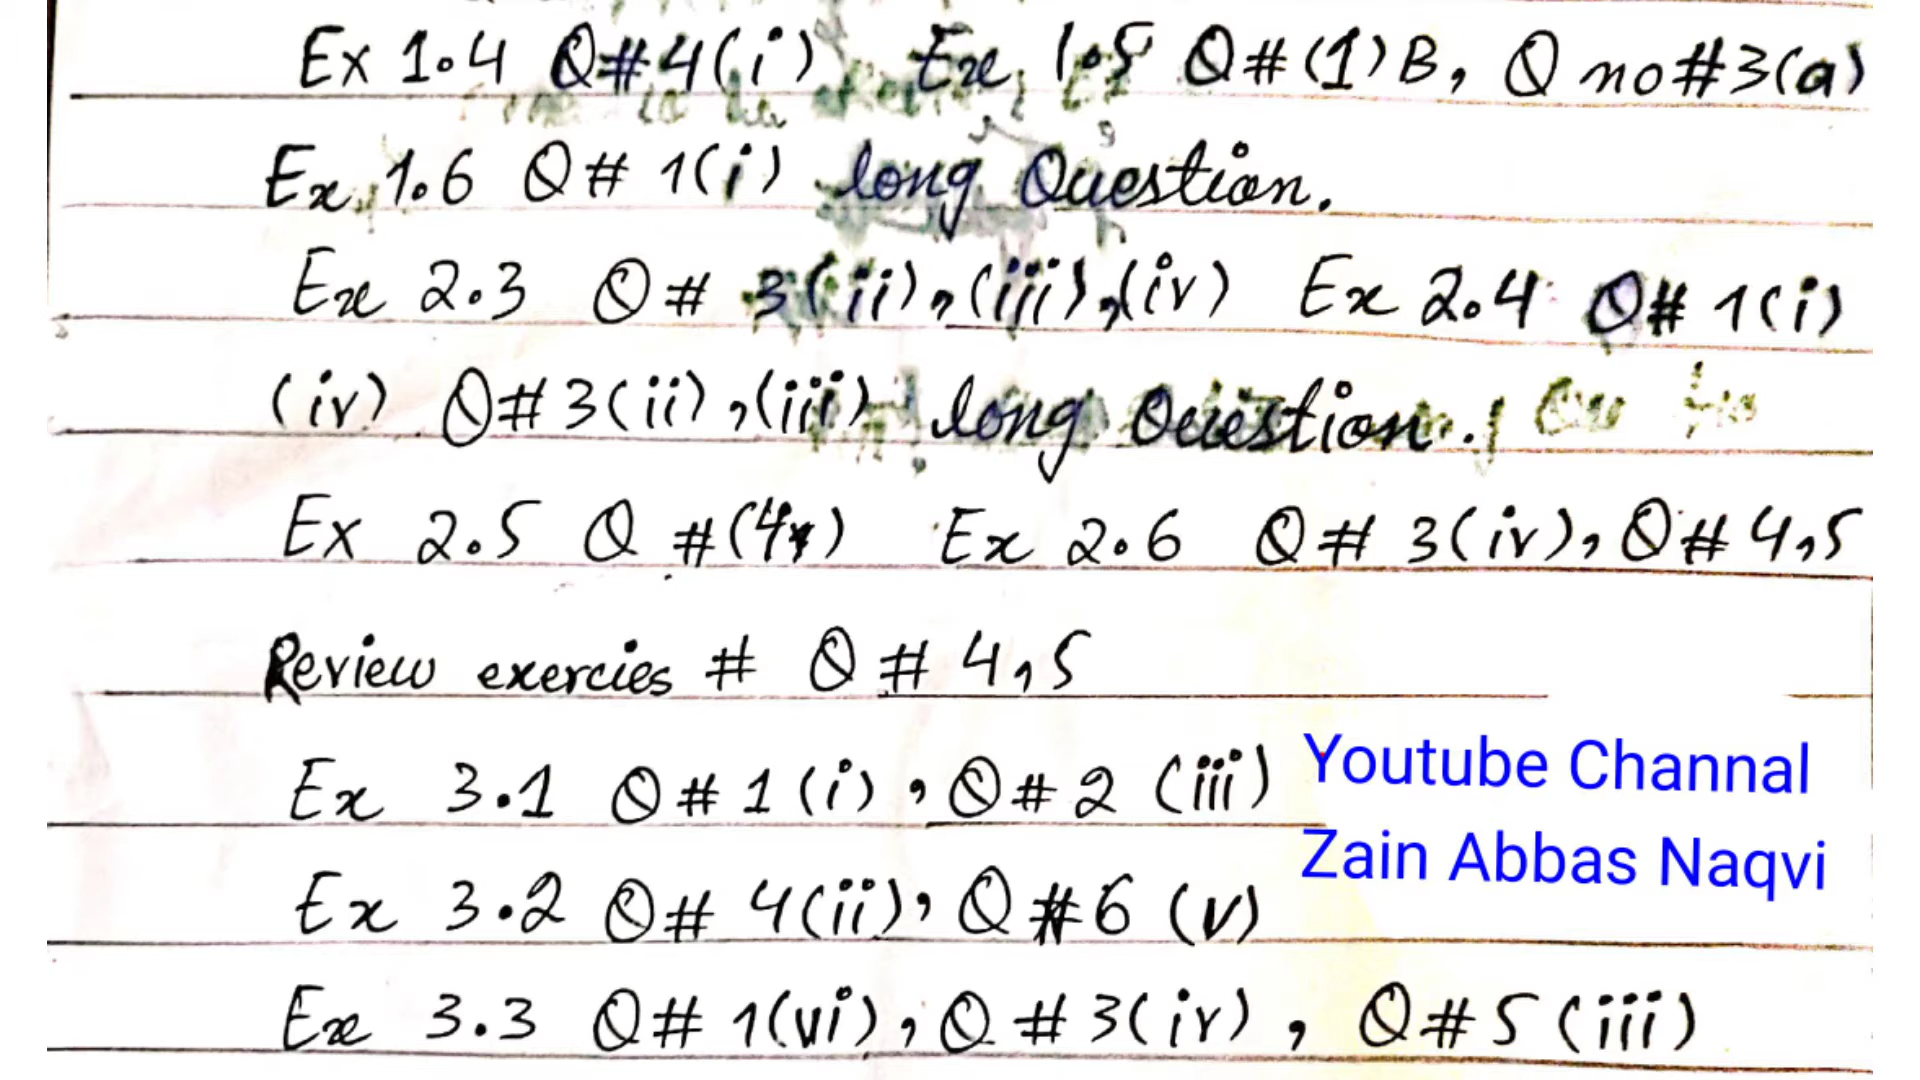 Ex 1.4 Q#4(i) Ex 1.5 Q#(1)B, Q no#3(a)
Ex 1.6 Q# 1(i) long Question.
Ex 2.3 Q# 3(ii),(iii),(iv) Ex 2.4 Q# 1(i)
(iv) Q#3(ii),(iii) long Question.
Ex 2.5 Q #(4) Ex 2.6 Q# 3(iv), Q# 4,5
Review exercies # Q# 4,5
Ex 3.1 Q#1(i), Q#2 (iii)
Youtube Channal
Zain Abbas Naqvi
Ex 3.2 Q# 4(ii), Q#6 (v)
Ex 3.3 Q# 1(vi), Q#3(iv), Q#5(iii)